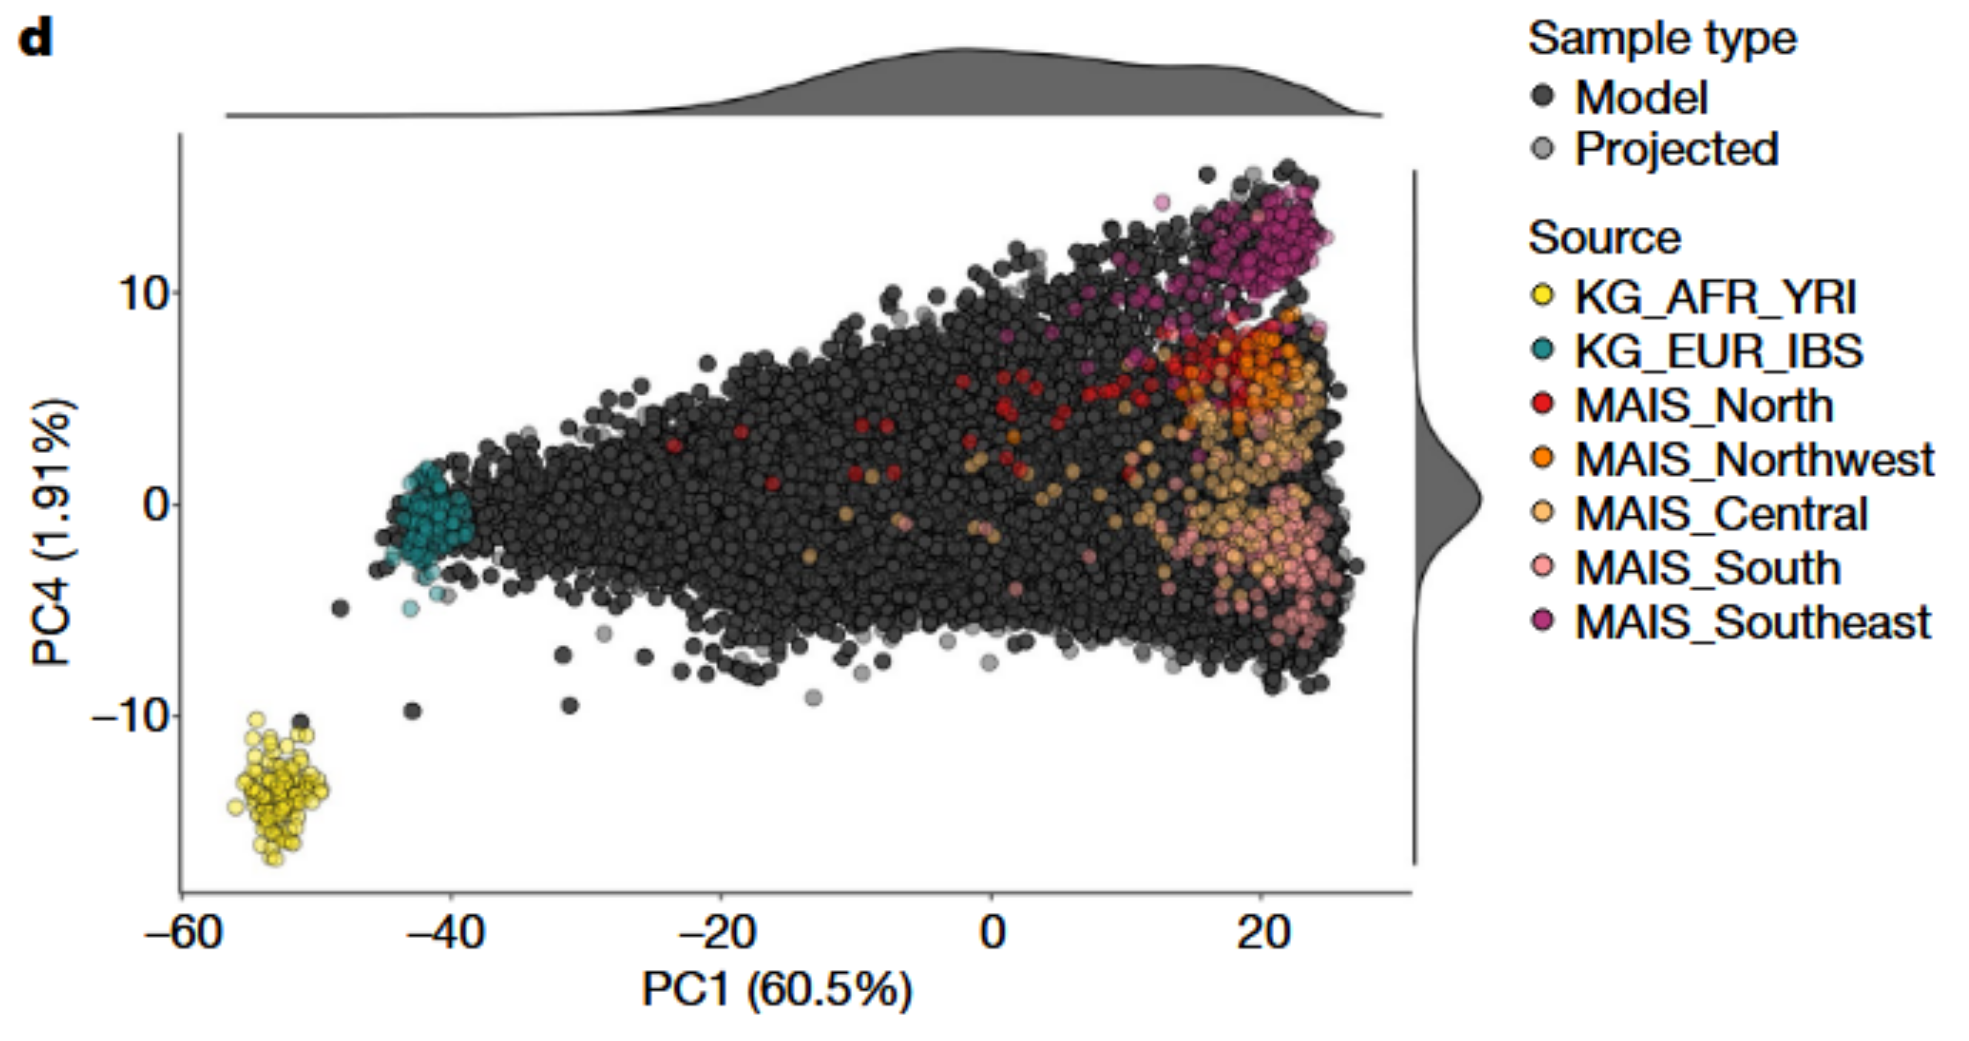 d
Sample type
Model
Projected
Source
KG_AFR_YRI
KG_EUR_IBS
MAIS_North
MAIS_Northwest
MAIS_Central
MAIS_South
MAIS_Southeast
PC4 (1.91%)
10
0
−10
−60
−40
−20
0
20
PC1 (60.5%)